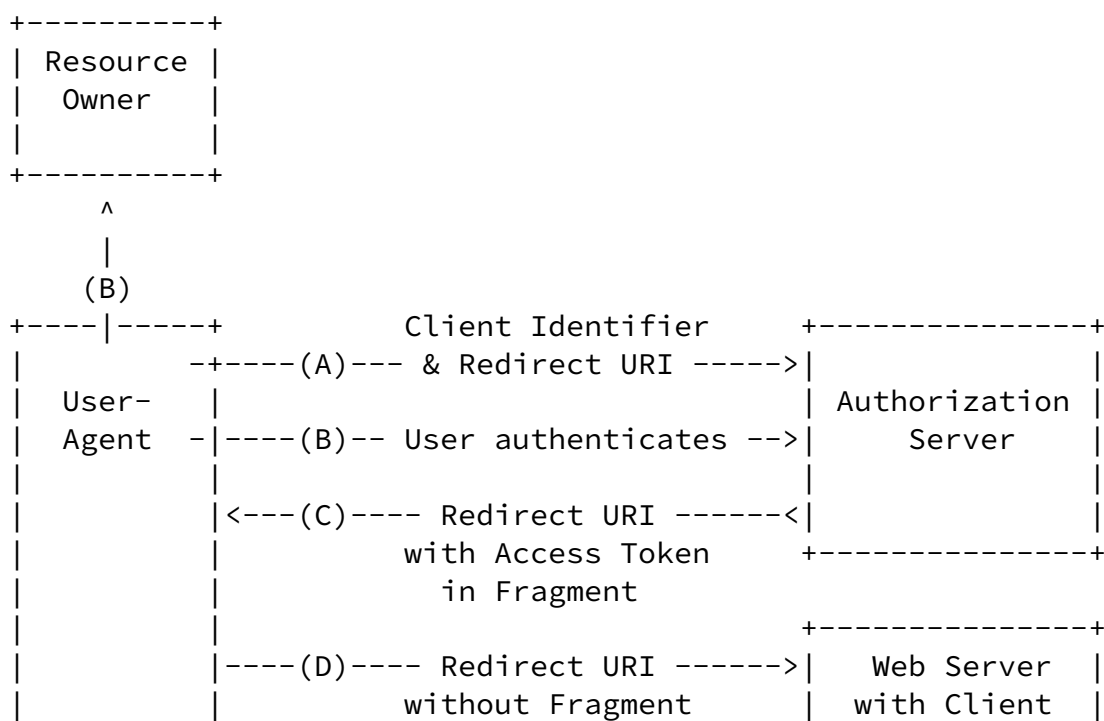 +----------+
| Resource |
|  Owner   |
|          |
+----------+
     ^
     |
    (B)
+----|-----+          Client Identifier     +---------------+
|         -+----(A)--- & Redirect URI ----->|               |
|  User-   |                                | Authorization |
|  Agent  -|----(B)-- User authenticates -->|     Server    |
|          |                                |               |
|          |<---(C)---- Redirect URI ------<|               |
|          |          with Access Token     +---------------+
|          |            in Fragment
|          |                                +---------------+
|          |----(D)---- Redirect URI ------>|   Web Server  |
|          |          without Fragment      |  with Client  |